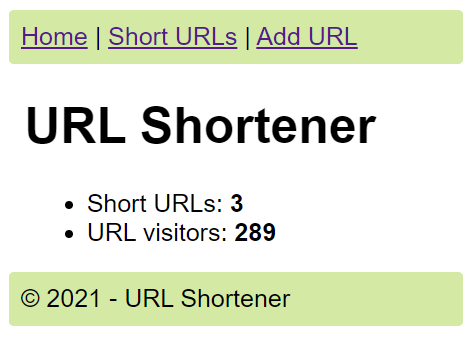 Home | Short URLs | Add URL
URL Shortener
• Short URLs: 3
• URL visitors: 289
© 2021 - URL Shortener